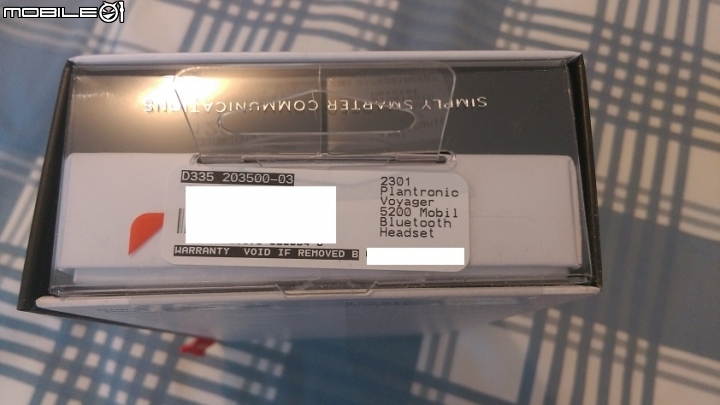 MOBILE01
SIMPLY SMARTER COMMUNICATIONS
D335 203500-03
2301
Plantronic
Voyager
5200 Mobil
Bluetooth
Headset
WARRANTY VOID IF REMOVED B